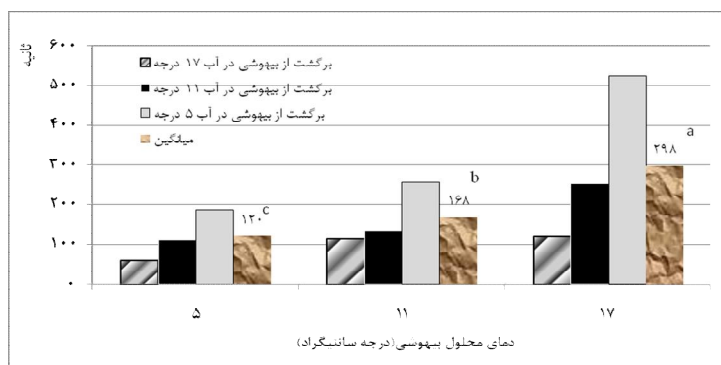 ثانیه
۶۰۰
۵۰۰
۴۰۰
۳۰۰
۲۰۰
۱۰۰
۰
برگشت از بیهوشی در آب ۱۷ درجه
برگشت از بیهوشی در آب ۱۱ درجه
برگشت از بیهوشی در آب ۵ درجه
میانگین
۱۲۰ c
۱۶۸ b
۲۹۸ a
۵
۱۱
۱۷
دمای محلول بیهوسی(درجه سانتیگراد)